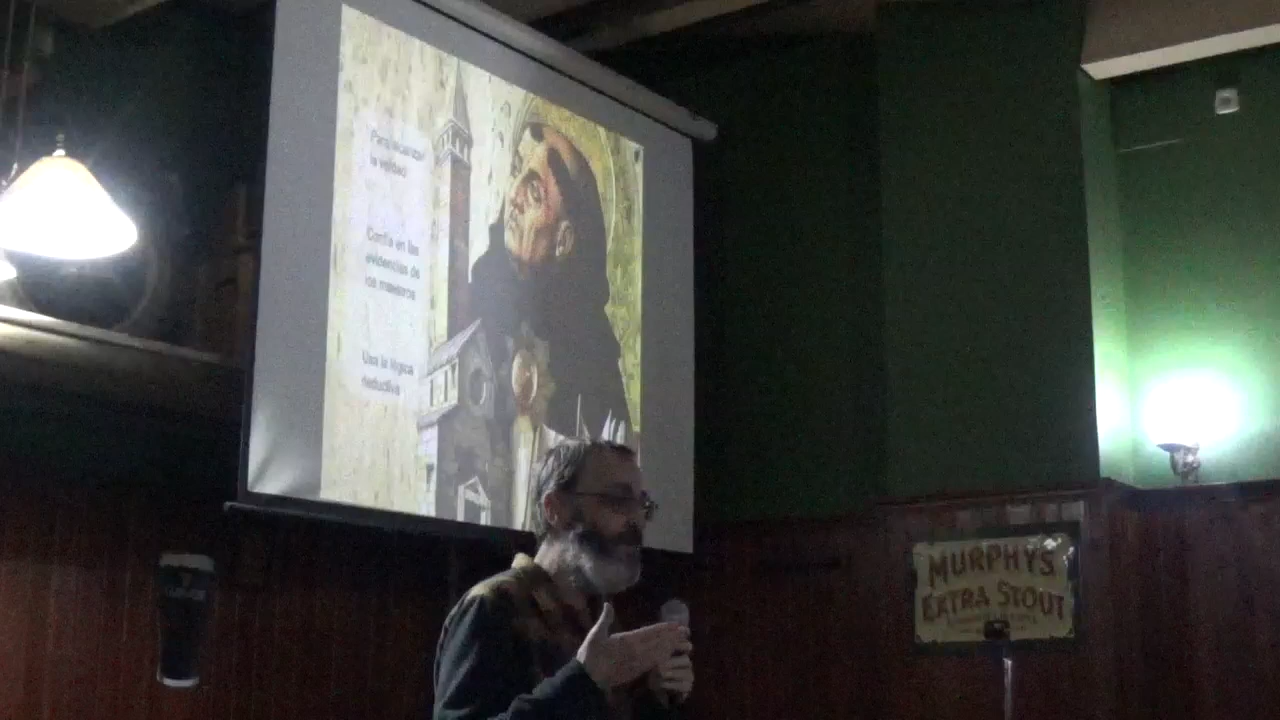 Para alcanzar
la verdad
Confía en las
evidencias de
los maestros
Usa la lógica
deductiva
MURPHY'S
EXTRA STOUT